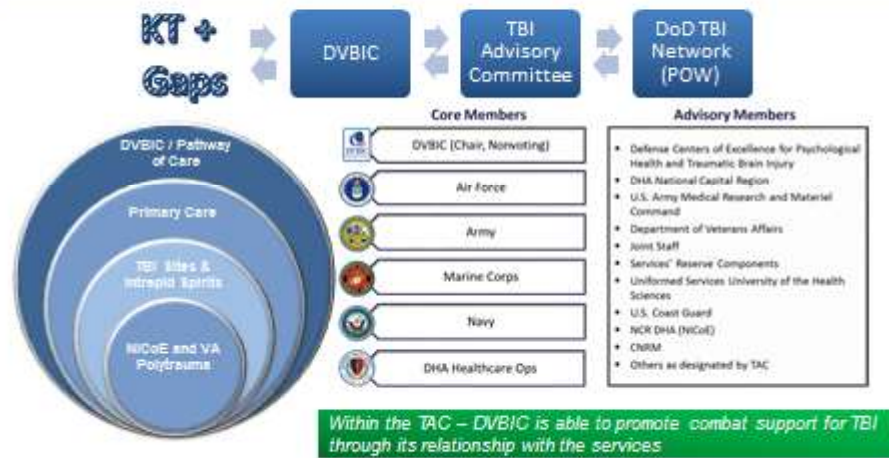 KT +
Gaps
DVBIC
TBI
Advisory
Committee
DoD TBI
Network
(POW)
DVBIC / Pathway
of Care
Primary Care
TBI Sites &
Intrepid Spirits
NICoE and VA
Polytrauma
Core Members
DVBIC (Chair, Nonvoting)
Air Force
Army
Marine Corps
Navy
DHA Healthcare Ops
Advisory Members
• Defense Centers of Excellence for Psychological
Health and Traumatic Brain Injury
• DHA National Capital Region
• U.S. Army Medical Research and Materiel
Command
• Department of Veterans Affairs
• Joint Staff
• Services' Reserve Components
• Uniformed Services University of the Health
Sciences
• U.S. Coast Guard
• NCR DHA (NICoE)
• CNRM
• Others as designated by TAC
Within the TAC – DVBIC is able to promote combat support for TBI
through its relationship with the services